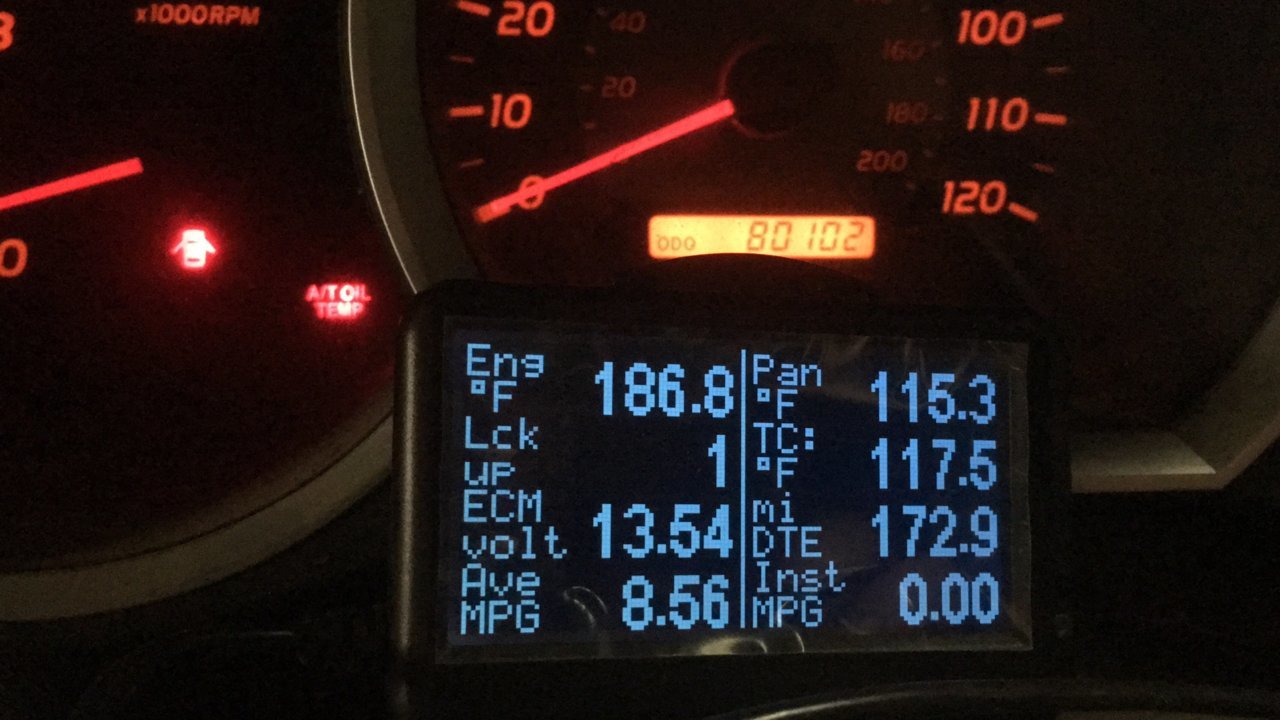 x1000RPM
8
0
A/T OIL
TEMP
20
10
0
40
20
100
160
110
180
200
120
ODO 80102
Eng °F 186.8
Pan °F 115.3
Lck up 1
TC: °F 117.5
ECM volt 13.54
mi DTE 172.9
Ave MPG 8.56
Inst MPG 0.00